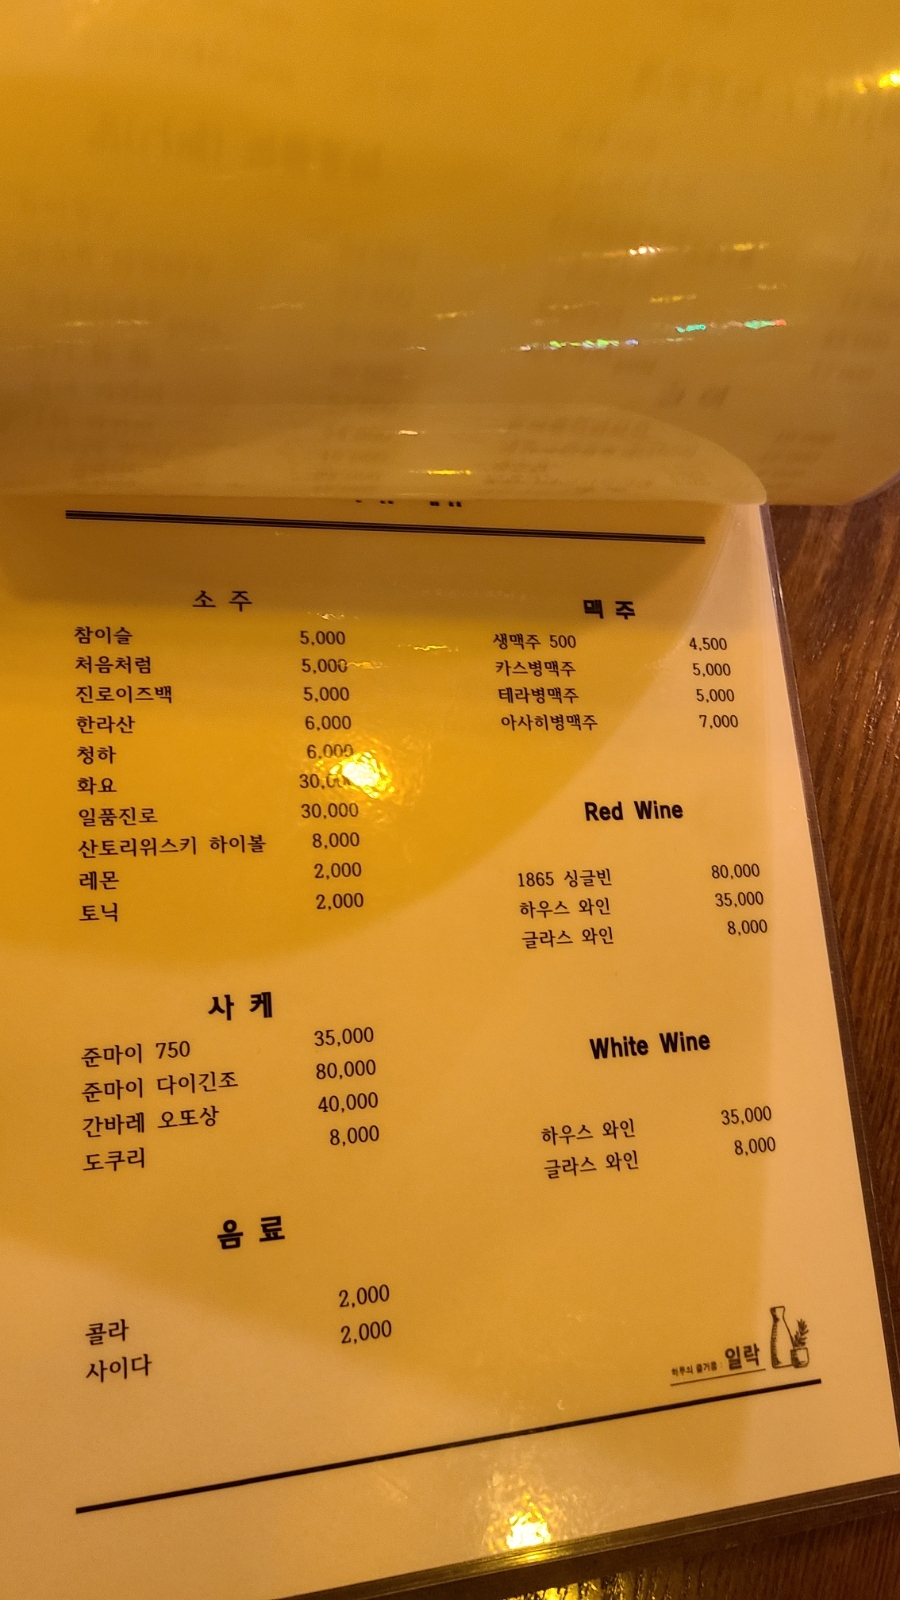 소 주
참이슬 5,000
처음처럼 5,000
진로이즈백 5,000
한라산 6,000
청하 6,000
화요 30,000
일품진로 30,000
산토리위스키 하이볼 8,000
레몬 2,000
토닉 2,000
사 케
준마이 750 35,000
준마이 다이긴조 80,000
간바레 오또상 40,000
도쿠리 8,000
음 료
콜라 2,000
사이다 2,000
맥 주
생맥주 500 4,500
카스병맥주 5,000
테라병맥주 5,000
아사히병맥주 7,000
Red Wine
1865 싱글빈 80,000
하우스 와인 35,000
글라스 와인 8,000
White Wine
하우스 와인 35,000
글라스 와인 8,000
하루의 즐거움 : 일락